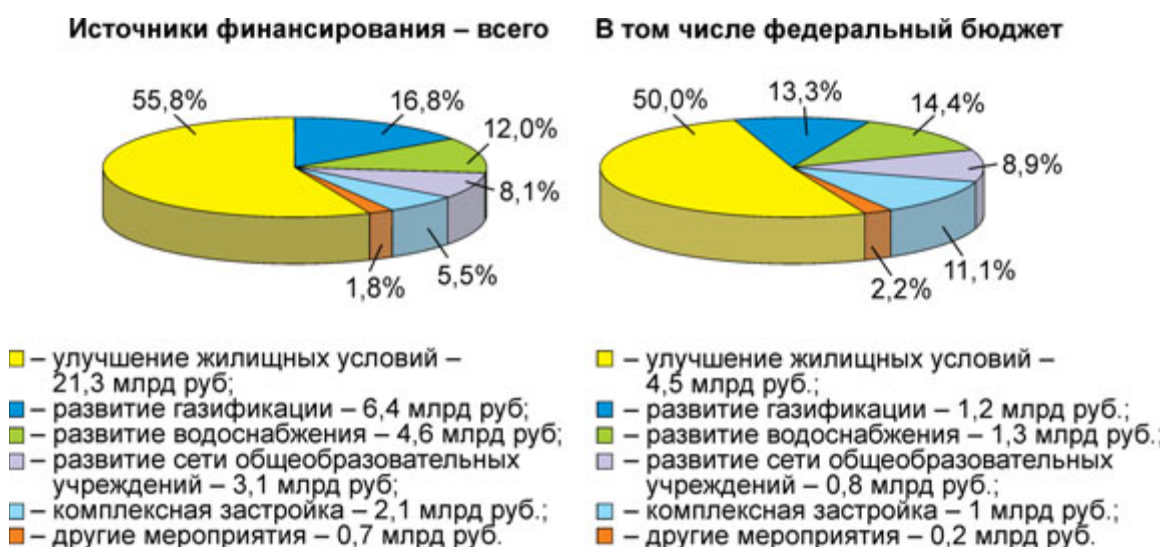 Источники финансирования – всего
55,8%
16,8%
12,0%
8,1%
5,5%
1,8%
– улучшение жилищных условий –
21,3 млрд руб;
– развитие газификации – 6,4 млрд руб;
– развитие водоснабжения – 4,6 млрд руб;
– развитие сети общеобразовательных
учреждений – 3,1 млрд руб;
– комплексная застройка – 2,1 млрд руб.;
– другие мероприятия – 0,7 млрд руб.
В том числе федеральный бюджет
50,0%
13,3%
14,4%
8,9%
11,1%
2,2%
– улучшение жилищных условий –
4,5 млрд руб.;
– развитие газификации – 1,2 млрд руб.;
– развитие водоснабжения – 1,3 млрд руб.;
– развитие сети общеобразовательных
учреждений – 0,8 млрд руб.;
– комплексная застройка – 1 млрд руб.;
– другие мероприятия – 0,2 млрд руб.